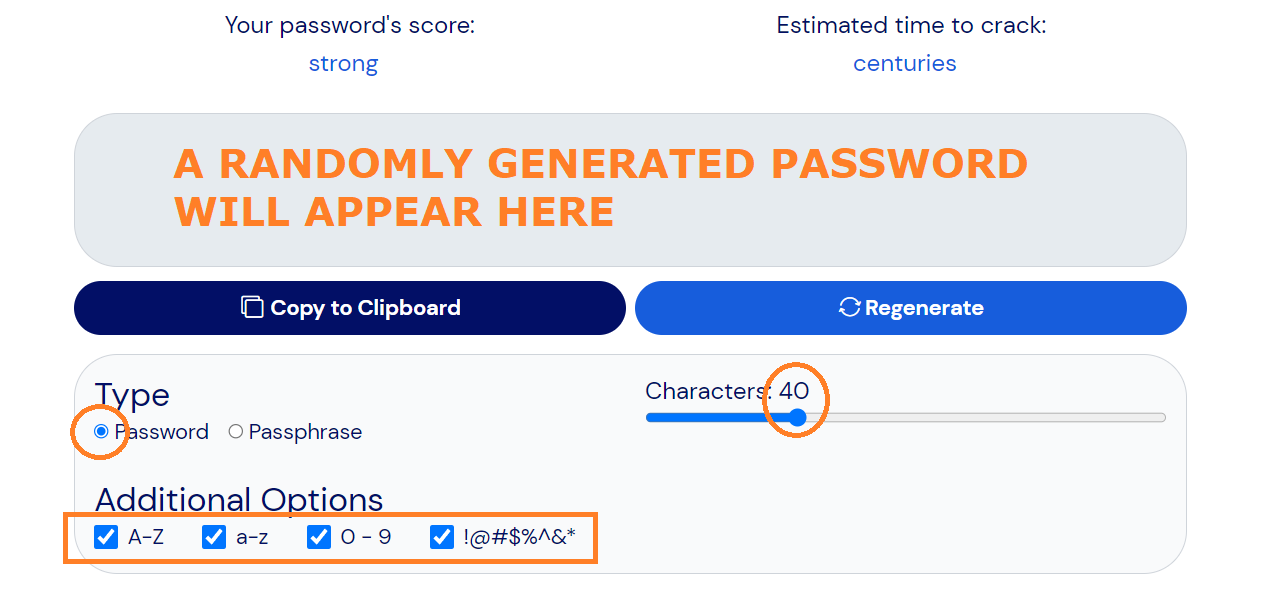 Your password's score:
Estimated time to crack:
strong
centuries
A RANDOMLY GENERATED PASSWORD
WILL APPEAR HERE
Copy to Clipboard
Regenerate
Type
Characters: 40
Password
Passphrase
Additional Options
A-Z
a-z
0 - 9
!@#$%^&*